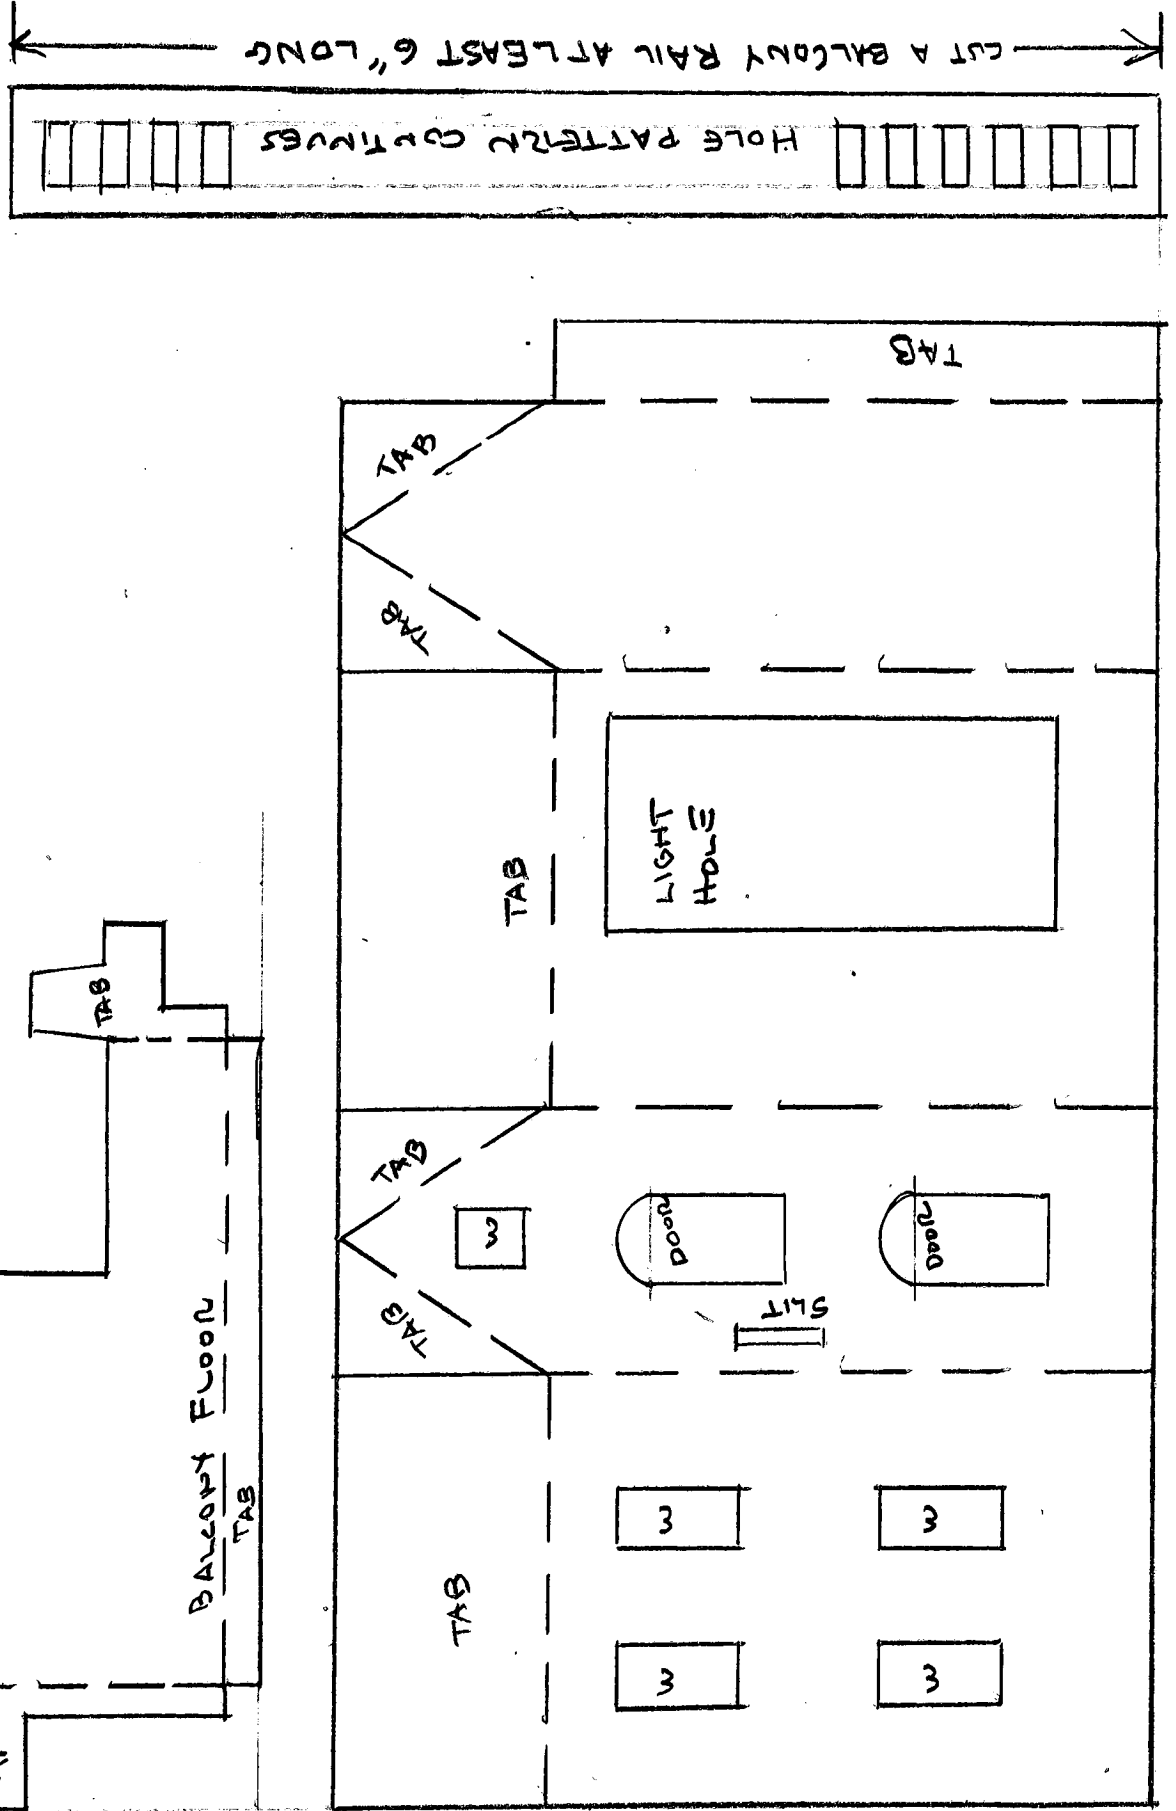 CUT A BALCONY RAIL AT LEAST 6" LONG
HOLE PATTERN CONTINUES
TAB
TAB
TAB
LIGHT
HOLE
TAB
TAB
TAB
TAB
3
DOOR
DOOR
SLIT
BALCONY FLOOR
TAB
TAB
3
3
3
3